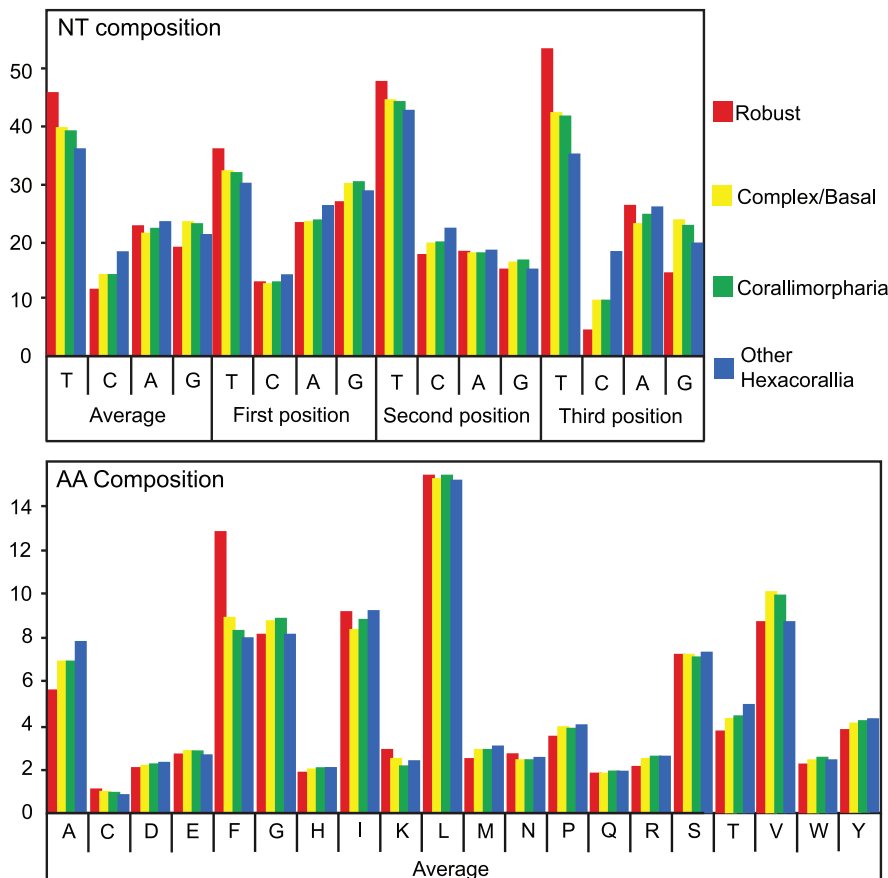 NT composition
50
40
30
20
10
0
T C A G T C A G T C A G T C A G
Average First position Second position Third position
Robust
Complex/Basal
Corallimorpharia
Other
Hexacorallia
AA Composition
14
12
10
8
6
4
2
0
A C D E F G H I K L M N P Q R S T V W Y
Average